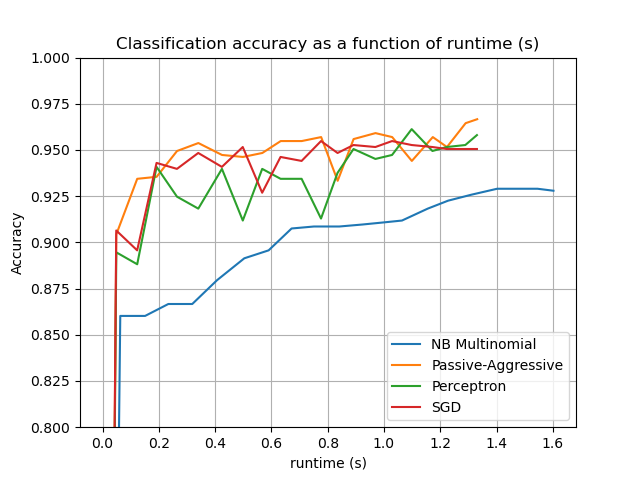 Classification accuracy as a function of runtime (s)
1.000
0.975
0.950
0.925
0.900
0.875
0.850
0.825
0.800
Accuracy
NB Multinomial
Passive-Aggressive
Perceptron
SGD
0.0 0.2 0.4 0.6 0.8 1.0 1.2 1.4 1.6
runtime (s)